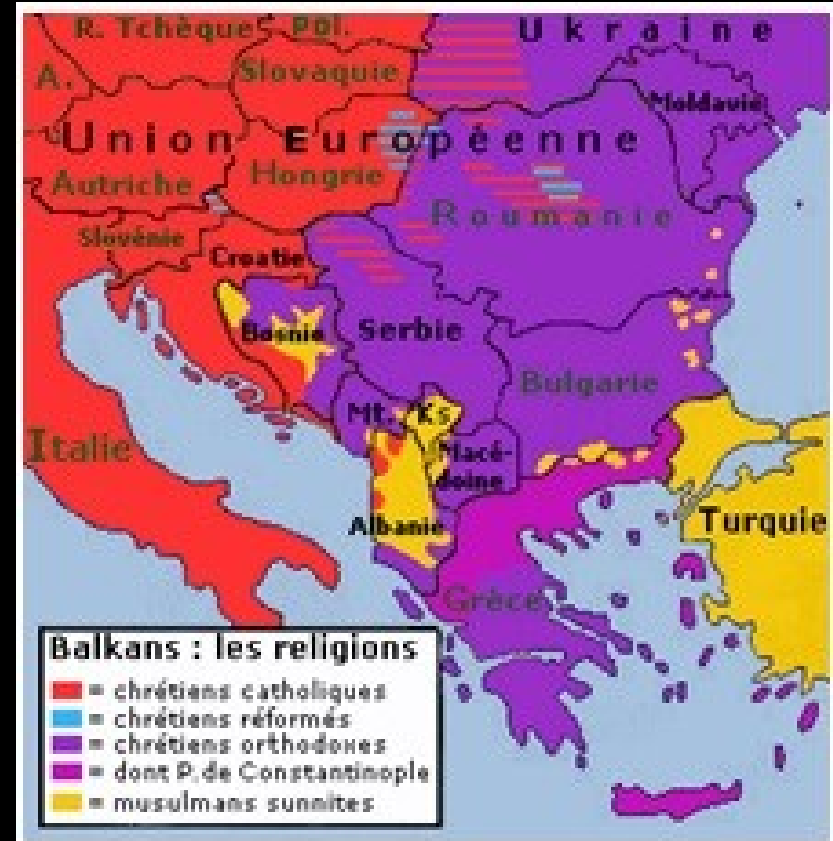 R. Tchèque
Pol.
Ukraine
A.
Slovaquie
Moldavie
Union Européenne
Autriche
Hongrie
Roumanie
Slovénie
Croatie
Bosnie
Serbie
Bulgarie
Italie
Mt.
Ks
Macé-
doine
Albanie
Turquie
Grèce
Balkans : les religions
= chrétiens catholiques
= chrétiens réformés
= chrétiens orthodoxes
= dont P. de Constantinople
= musulmans sunnites